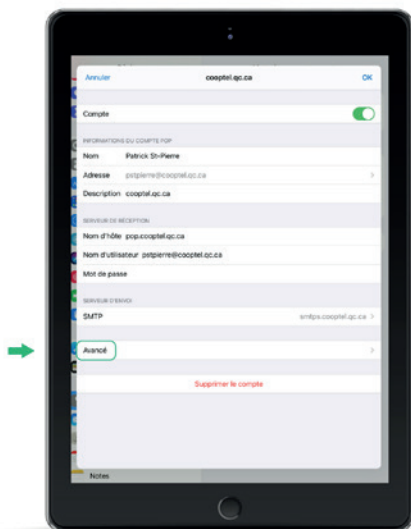 Annuler cooptel.qc.ca OK
Compte
INFORMATIONS DU COMPTE POP
Nom Patrick St-Pierre
Adresse pstpierre@cooptel.qc.ca
Description cooptel.qc.ca
SERVEUR DE RÉCEPTION
Nom d'hôte pop.cooptel.qc.ca
Nom d'utilisateur pstpierre@cooptel.qc.ca
Mot de passe
SERVEUR D'ENVOI
SMTP smtps.cooptel.qc.ca
Avancé
Supprimer le compte
Notes